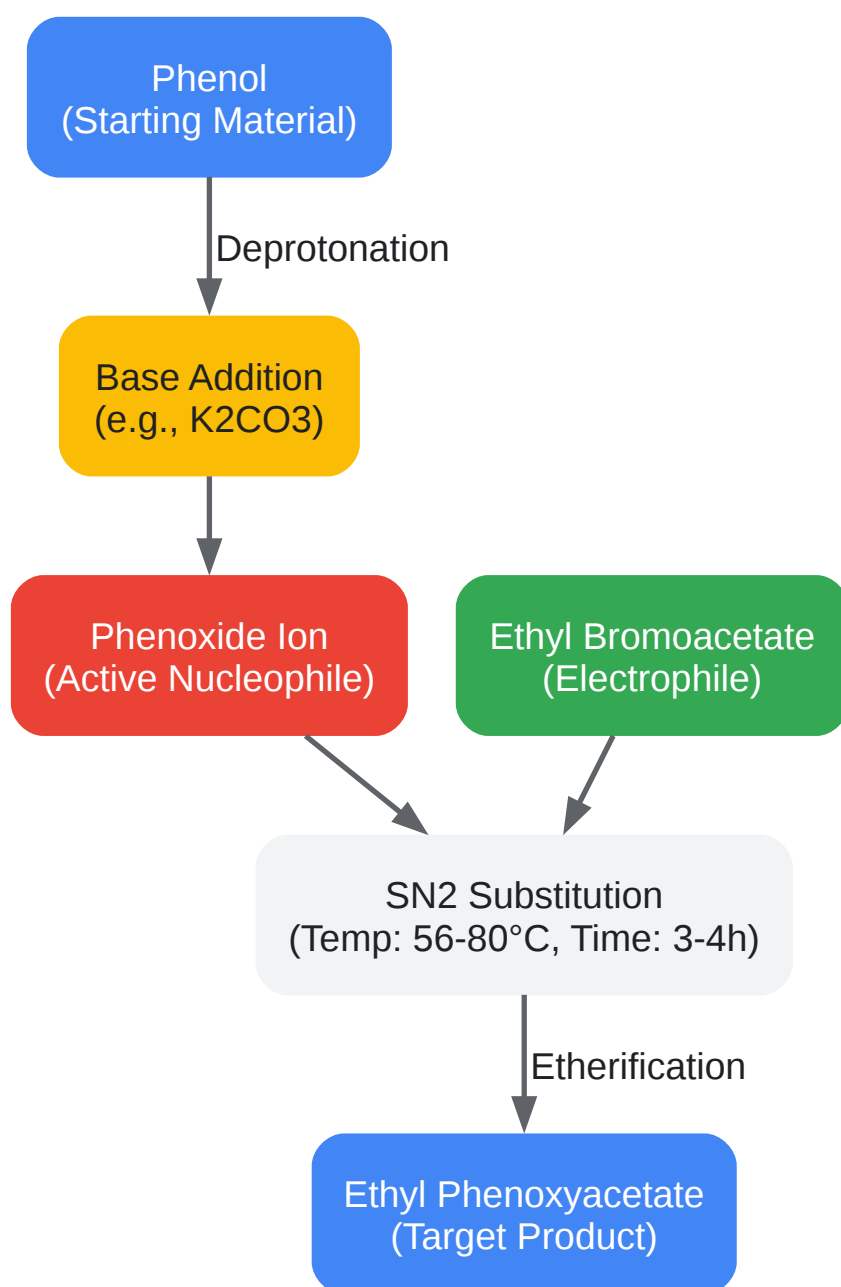 Phenol
(Starting Material)
Deprotonation
Base Addition
(e.g., K2CO3)
Phenoxide Ion
(Active Nucleophile)
Ethyl Bromoacetate
(Electrophile)
SN2 Substitution
(Temp: 56-80°C, Time: 3-4h)
Etherification
Ethyl Phenoxyacetate
(Target Product)